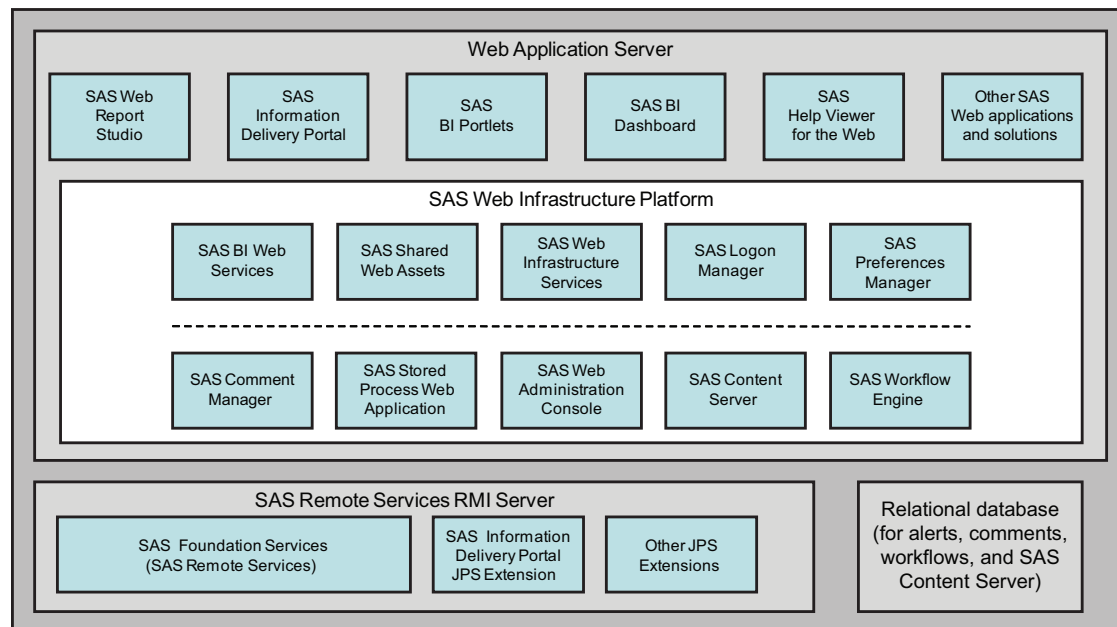 Web Application Server
SAS Web
Report
Studio
SAS
Information
Delivery Portal
SAS
BI Portlets
SAS BI
Dashboard
SAS
Help Viewer
for the Web
Other SAS
Web applications
and solutions
SAS Web Infrastructure Platform
SAS BI Web
Services
SAS Shared
Web Assets
SAS Web
Infrastructure
Services
SAS Logon
Manager
SAS
Preferences
Manager
SAS Comment
Manager
SAS Stored
Process Web
Application
SAS Web
Administration
Console
SAS Content
Server
SAS Workflow
Engine
SAS Remote Services RMI Server
SAS Foundation Services
(SAS Remote Services)
SAS Information
Delivery Portal
JPS Extension
Other JPS
Extensions
Relational database
(for alerts, comments,
workflows, and SAS
Content Server)